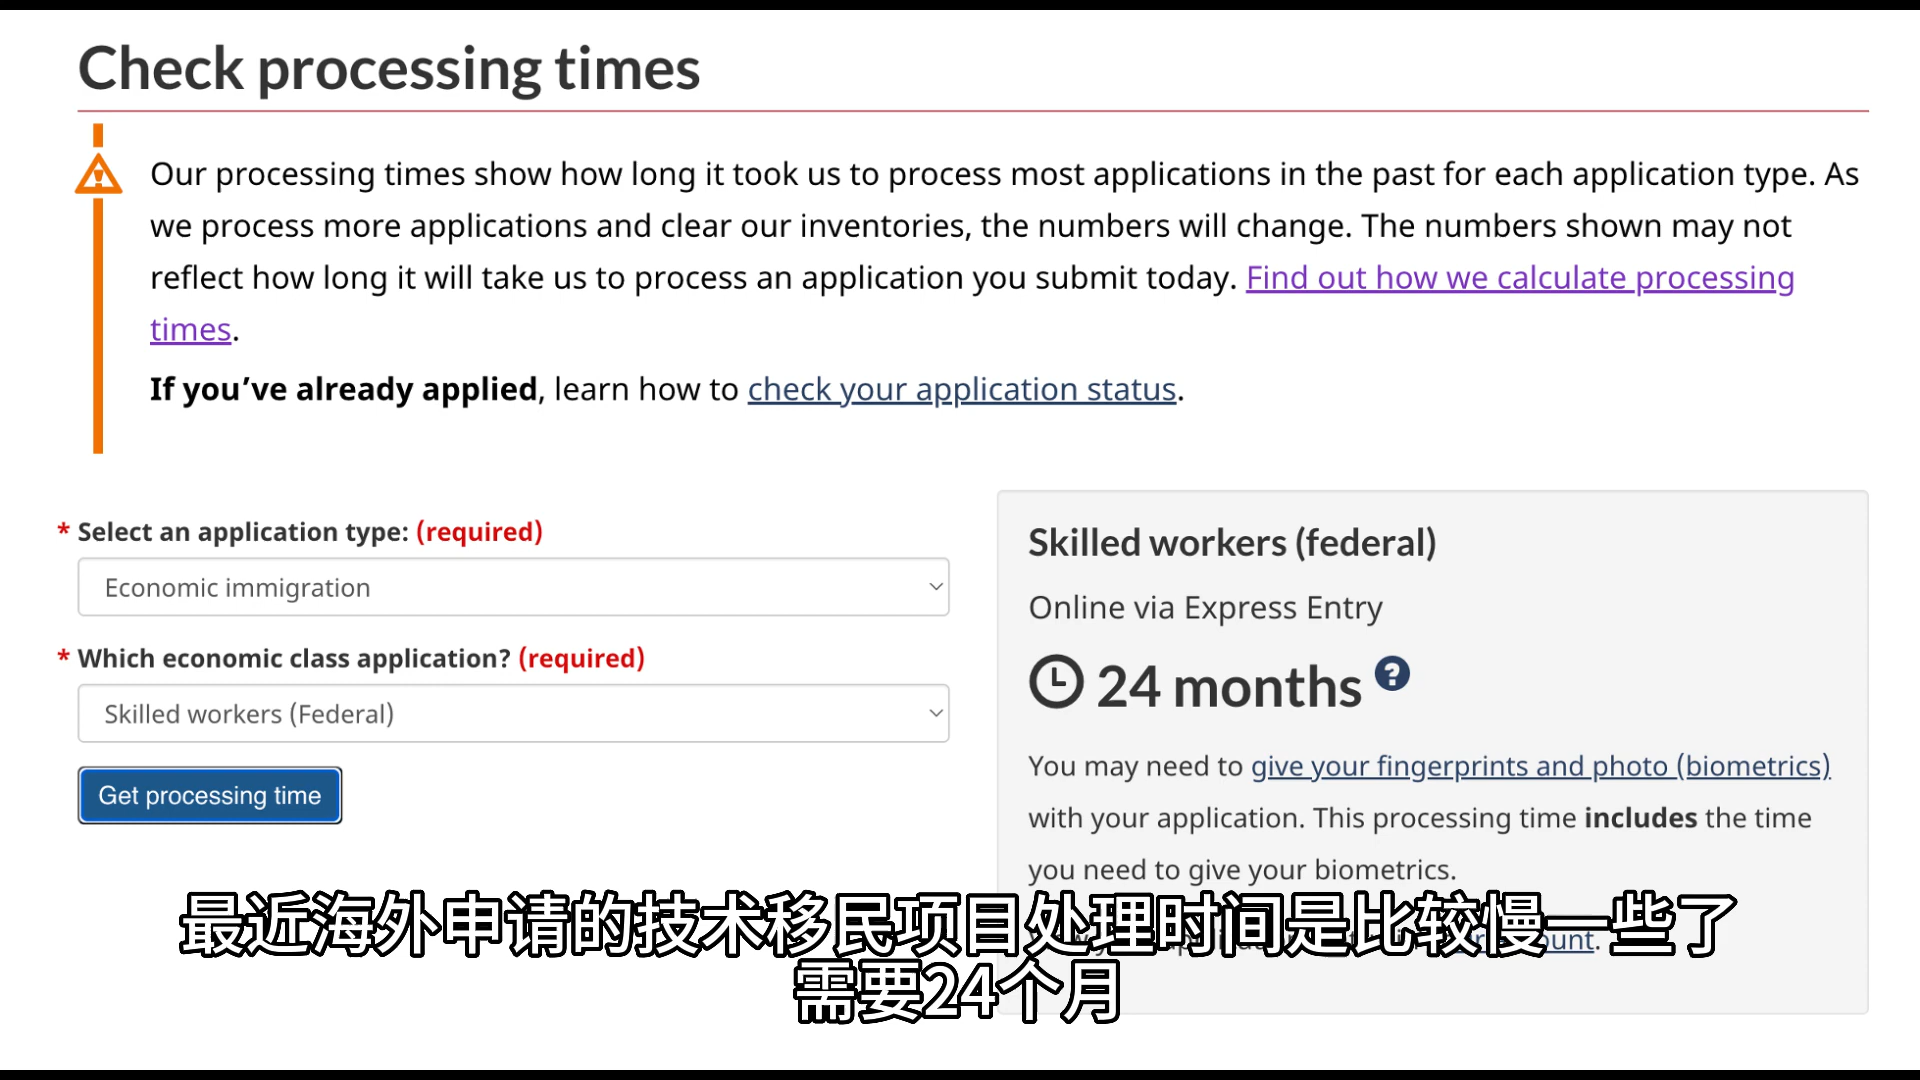 Check processing times
Our processing times show how long it took us to process most applications in the past for each application type. As
we process more applications and clear our inventories, the numbers will change. The numbers shown may not
reflect how long it will take us to process an application you submit today. Find out how we calculate processing
times.
If you’ve already applied, learn how to check your application status.
* Select an application type: (required)
Economic immigration
* Which economic class application? (required)
Skilled workers (Federal)
Get processing time
Skilled workers (federal)
Online via Express Entry
24 months ?
You may need to give your fingerprints and photo (biometrics)
with your application. This processing time includes the time
you need to give your biometrics.
最近海外申请的技术移民项目处理时间是比较慢一些了
需要24个月